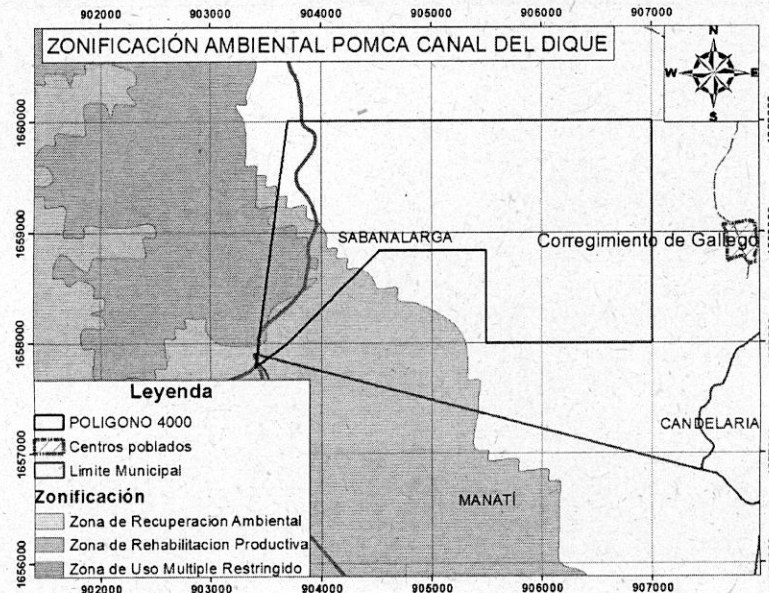 902000 903000 904000 905000 906000 907000
ZONIFICACIÓN AMBIENTAL POMCA CANAL DEL DIQUE
N
W E
S
1660000
1659000
SABANALARGA
Corregimiento de Gallego
1658000
Leyenda
POLIGONO 4000
Centros poblados
Limite Municipal
Zonificación
Zona de Recuperacion Ambiental
Zona de Rehabilitacion Productiva
Zona de Uso Multiple Restringido
CANDELARIA
1657000
MANATÍ
1656000
902000 903000 904000 905000 906000 907000